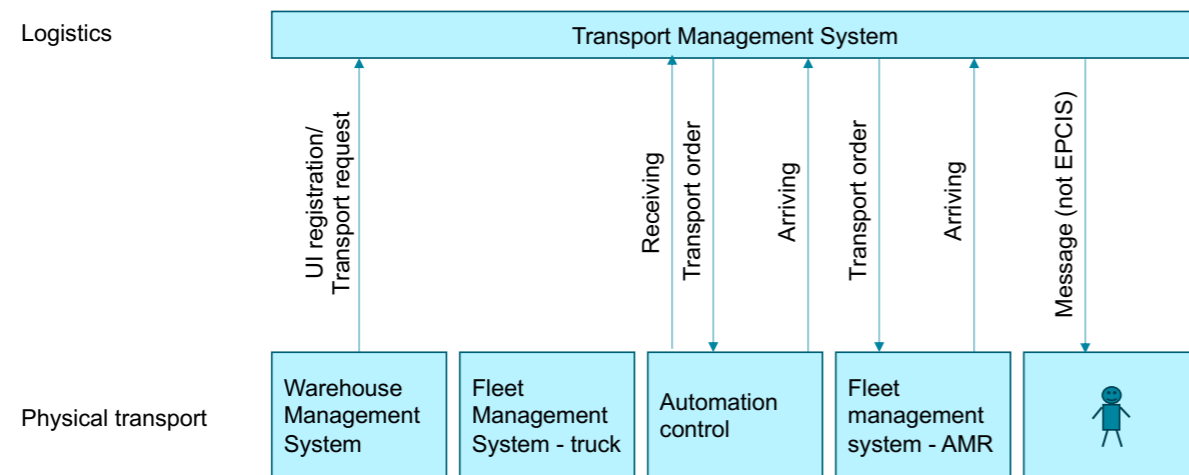 Logistics
Transport Management System
UI registration/
Transport request
Receiving
Transport order
Arriving
Transport order
Arriving
Message (not EPCIS)
Physical transport
Warehouse
Management
System
Fleet
Management
System - truck
Automation
control
Fleet
management
system - AMR